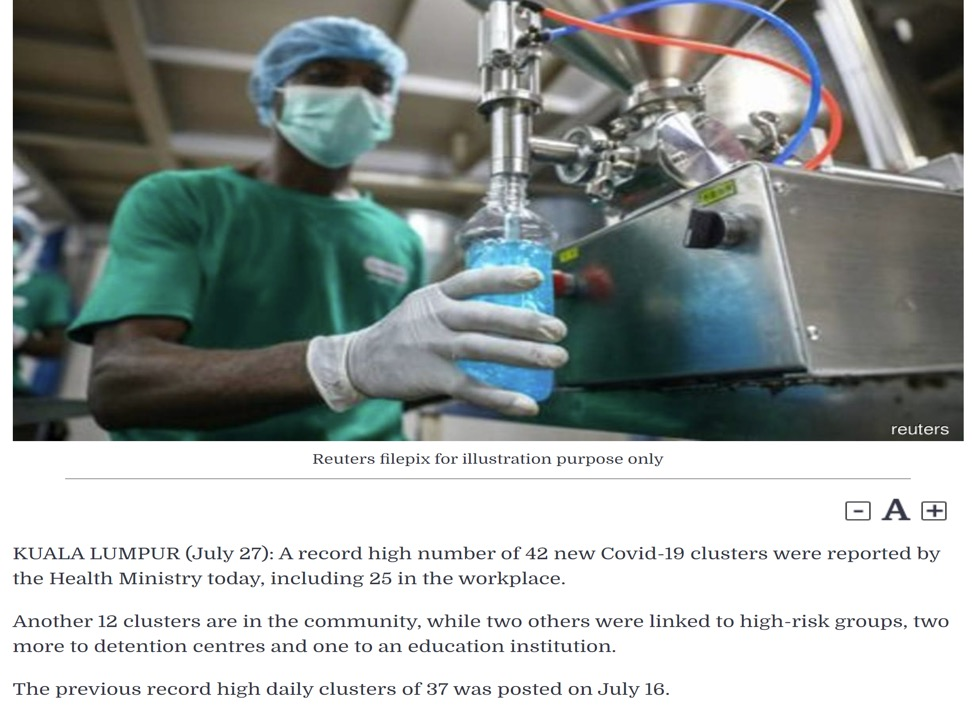 reuters
Reuters filepix for illustration purpose only
- A +
KUALA LUMPUR (July 27): A record high number of 42 new Covid-19 clusters were reported by
the Health Ministry today, including 25 in the workplace.
Another 12 clusters are in the community, while two others were linked to high-risk groups, two
more to detention centres and one to an education institution.
The previous record high daily clusters of 37 was posted on July 16.